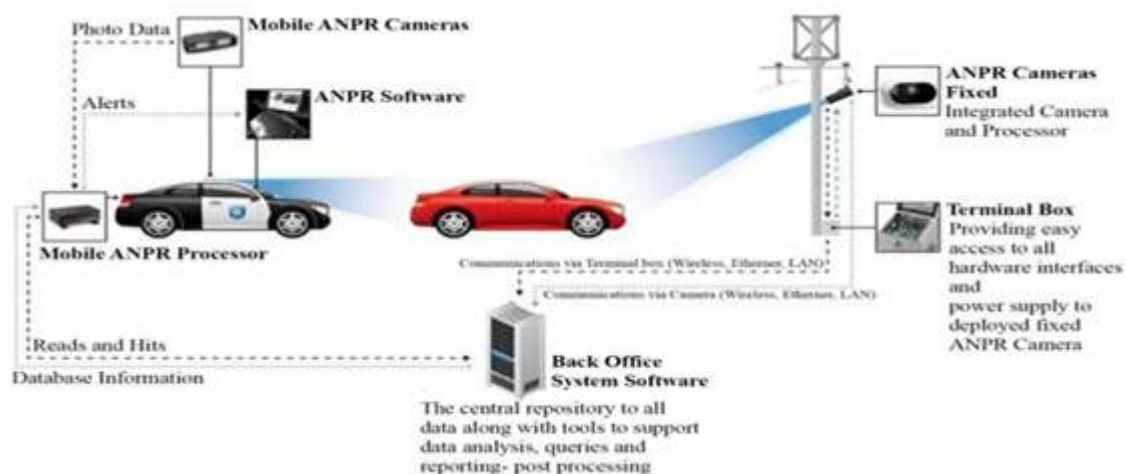 Photo Data
Mobile ANPR Cameras
Alerts
ANPR Software
ANPR Cameras
Fixed
Integrated Camera
and Processor
Mobile ANPR Processor
Terminal Box
Providing easy
access to all
hardware interfaces
and
power supply to
deployed fixed
ANPR Camera
Communications via Terminal box (Wireless, Ethernet, LAN)
Communications via Camera (Wireless, Ethernet, LAN)
Reads and Hits
Database Information
Back Office
System Software
The central repository to all
data along with tools to support
data analysis, queries and
reporting- post processing